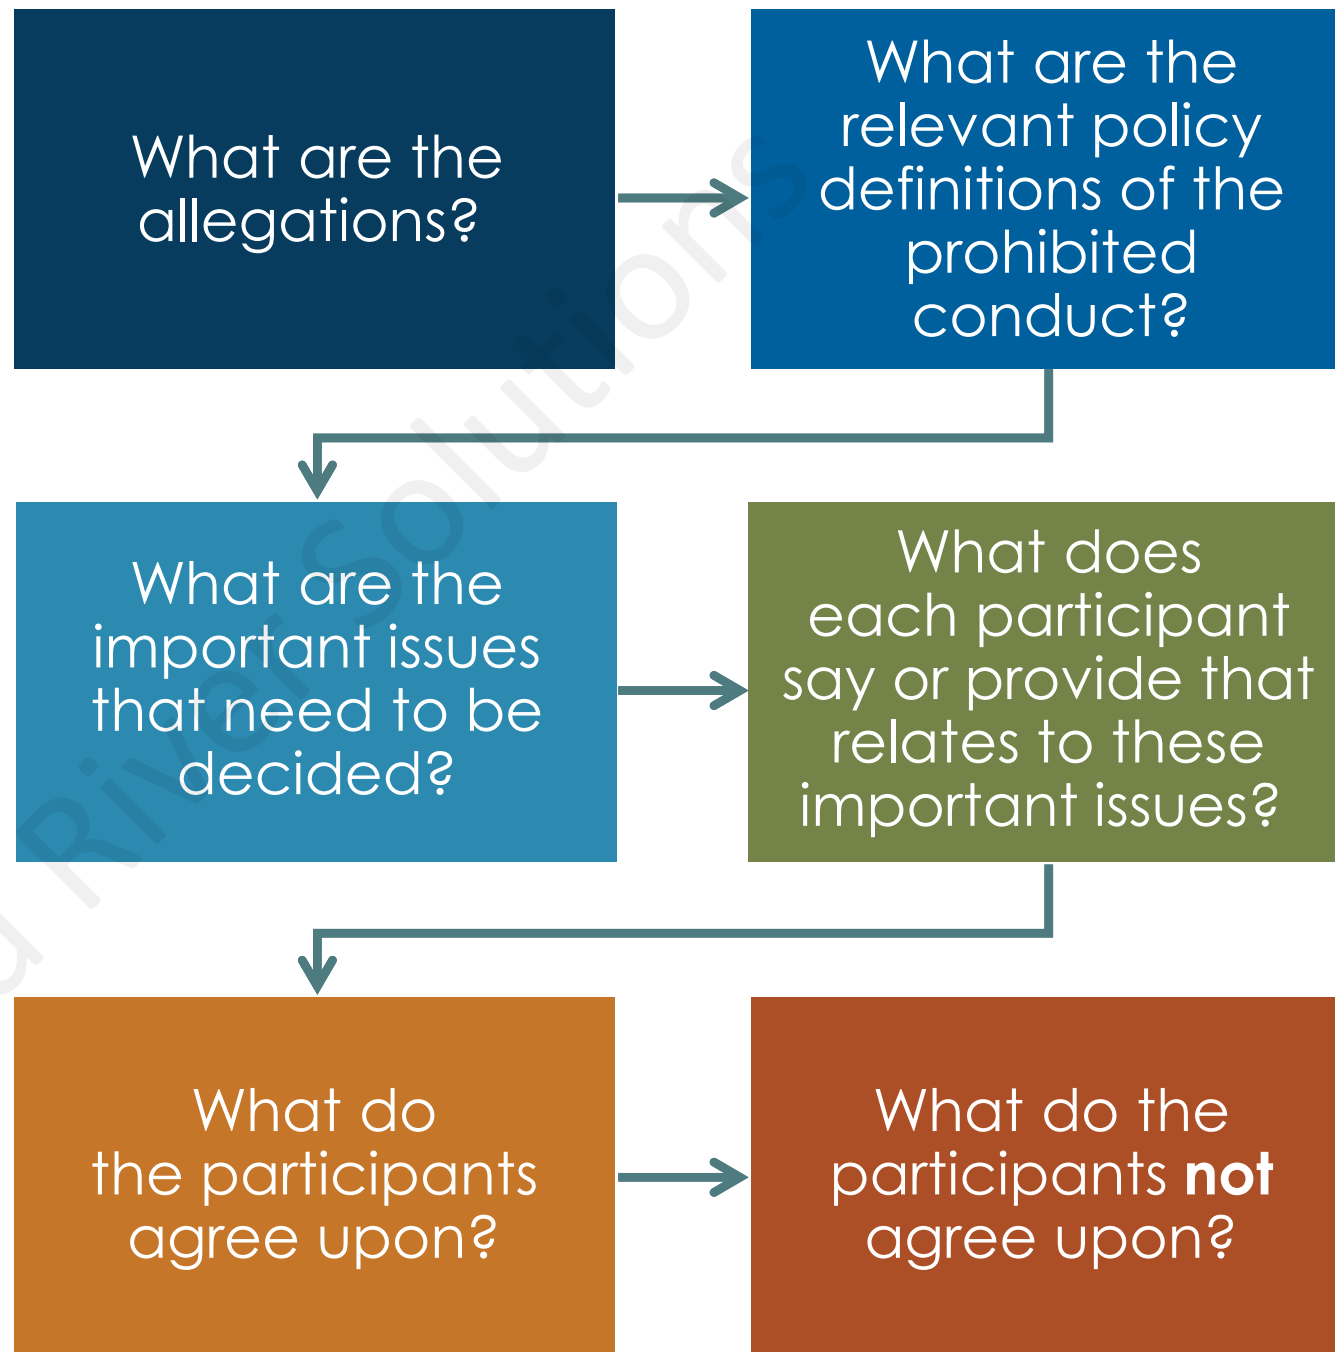 What are the
allegations?
What are the
relevant policy
definitions of the
prohibited
conduct?
What are the
important issues
that need to be
decided?
What does
each participant
say or provide that
relates to these
important issues?
What do
the participants
agree upon?
What do the
participants not
agree upon?
River Solutions